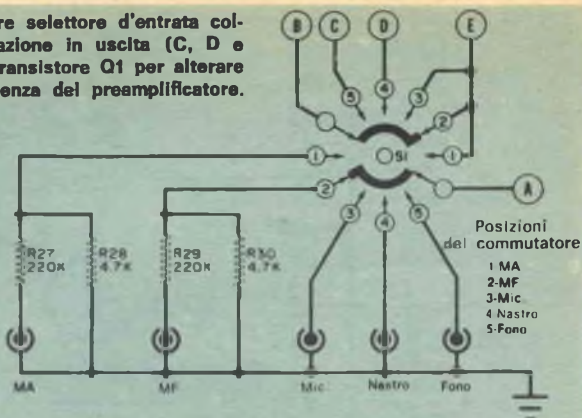 re selettore d'entrata col-
azione in uscita (C, D e
ransistore Q1 per alterare
enza del preamplificatore.
B C D E
5 4 3
2
1 S1 1
2 A
3 4 5
Posizioni
del commutatore
1 MA
2-MF
3-Mic
4 Nastro
5-Fono
R27 220K
R28 4.7K
R29 220K
R30 4.7K
MA MF Mic Nastro Fono